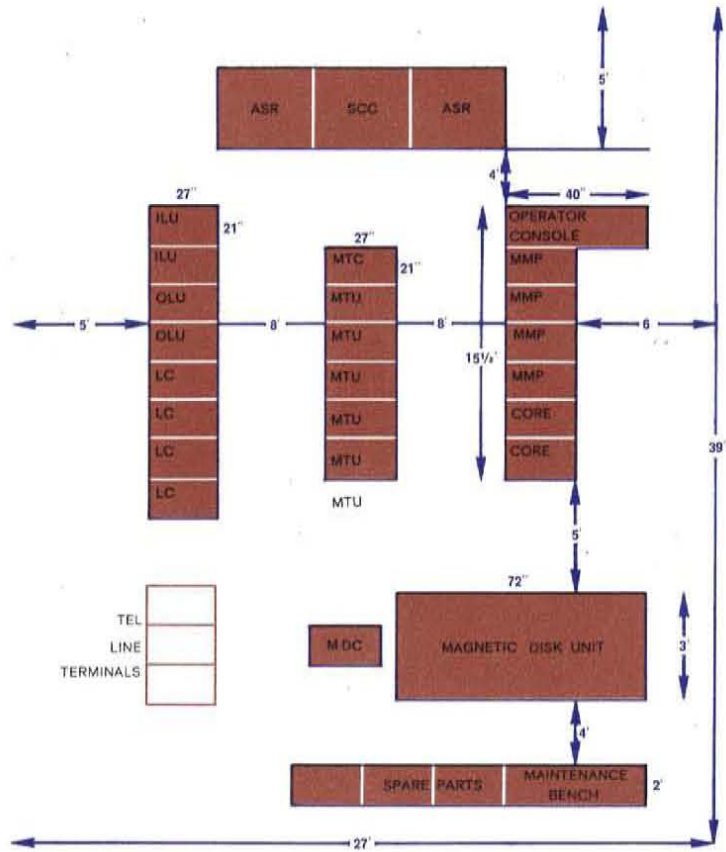 5'
ASR SCC ASR
4'
27" 40"
ILU OPERATOR
21" CONSOLE
27"
ILU MTC MMP
21"
OLU MTU MMP
5' 8' 8' 6
OLU MTU MMP
15½'
LC MTU MMP
LC MTU CORE
39'
LC MTU CORE
LC MTU
5'
72"
TEL
LINE MDC MAGNETIC DISK UNIT 3'
TERMINALS
4'
SPARE PARTS MAINTENANCE
BENCH 2'
27'